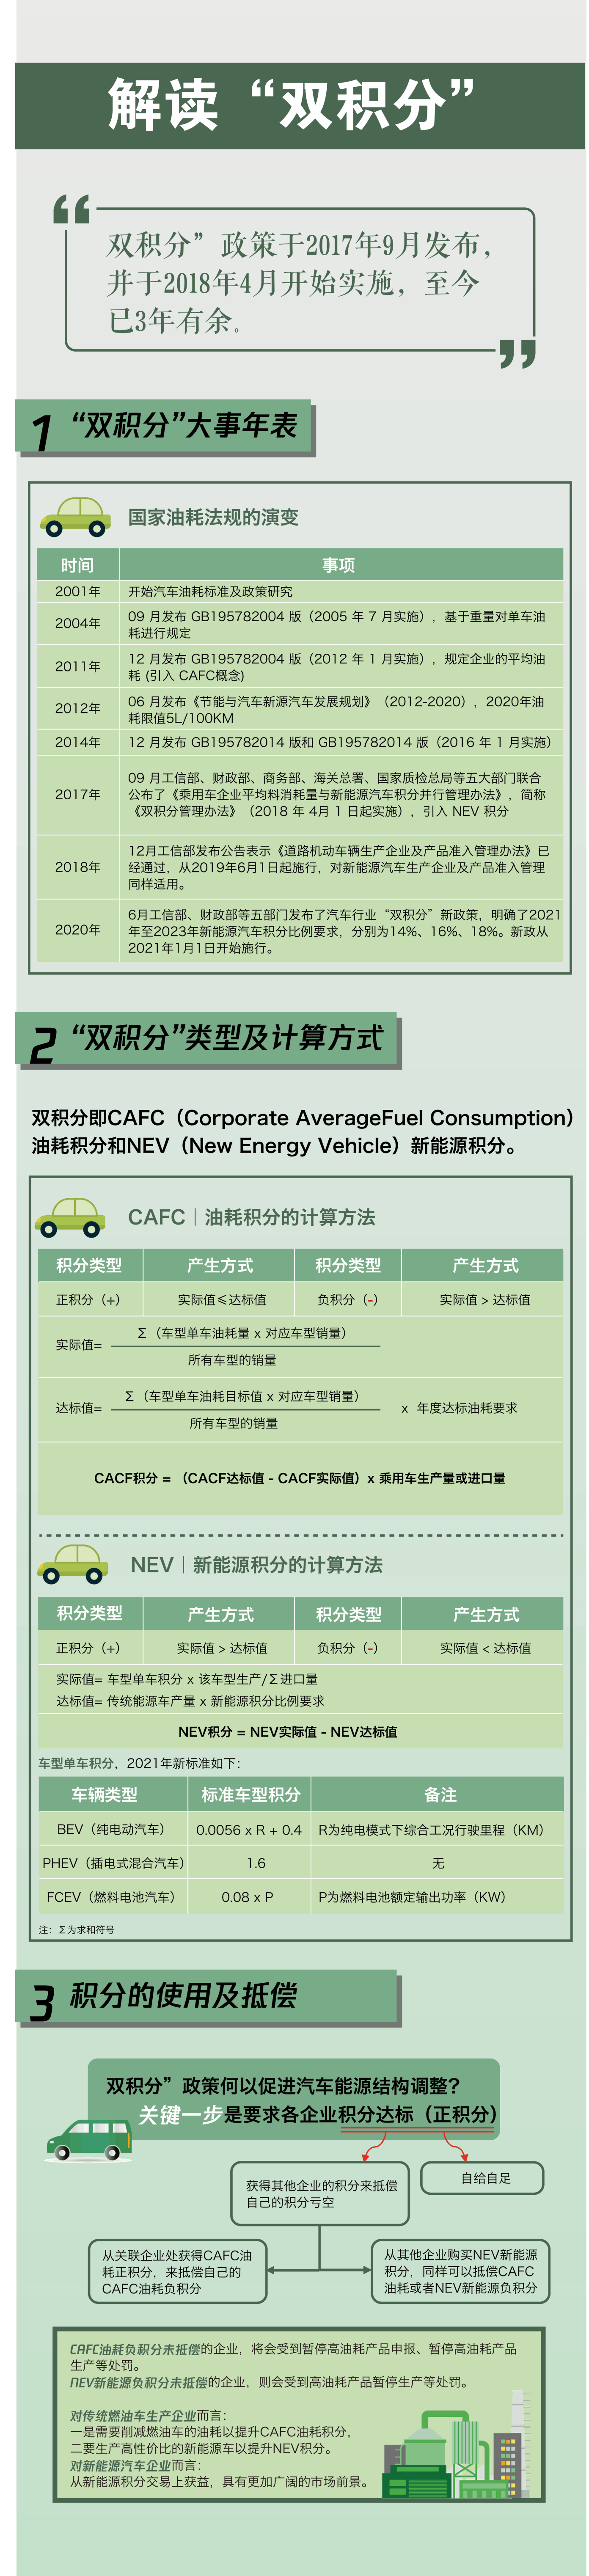 解读“双积分”
双积分”政策于2017年9月发布，
并于2018年4月开始实施，至今
已3年有余。
1 “双积分”大事年表
国家油耗法规的演变
时间 事项
2001年 开始汽车油耗标准及政策研究
2004年 09 月发布 GB195782004 版（2005 年 7 月实施），基于重量对单车油
耗进行规定
2011年 12 月发布 GB195782004 版（2012 年 1 月实施），规定企业的平均油
耗 (引入 CAFC概念)
2012年 06 月发布《节能与汽车新源汽车发展规划》（2012-2020），2020年油
耗限值5L/100KM
2014年 12 月发布 GB195782014 版和 GB195782014 版（2016 年 1 月实施）
2017年 09 月工信部、财政部、商务部、海关总署、国家质检总局等五大部门联合
公布了《乘用车企业平均料消耗量与新能源汽车积分并行管理办法》，简称
《双积分管理办法》（2018 年 4月 1 日起实施），引入 NEV 积分
2018年 12月工信部发布公告表示《道路机动车辆生产企业及产品准入管理办法》已
经通过，从2019年6月1日起施行，对新能源汽车生产企业及产品准入管理
同样适用。
2020年 6月工信部、财政部等五部门发布了汽车行业“双积分”新政策，明确了2021
年至2023年新能源汽车积分比例要求，分别为14%、16%、18%。新政从
2021年1月1日开始施行。
2 “双积分”类型及计算方式
双积分即CAFC（Corporate AverageFuel Consumption）
油耗积分和NEV（New Energy Vehicle）新能源积分。
CAFC｜油耗积分的计算方法
积分类型 产生方式 积分类型 产生方式
正积分（+） 实际值≤达标值 负积分（-） 实际值 > 达标值
实际值= Σ（车型单车油耗量 x 对应车型销量）
所有车型的销量
达标值= Σ（车型单车油耗目标值 x 对应车型销量） x 年度达标油耗要求
所有车型的销量
CACF积分 = （CACF达标值 - CACF实际值）x 乘用车生产量或进口量
NEV｜新能源积分的计算方法
积分类型 产生方式 积分类型 产生方式
正积分（+） 实际值 > 达标值 负积分（-） 实际值 < 达标值
实际值= 车型单车积分 x 该车型生产/Σ进口量
达标值= 传统能源车产量 x 新能源积分比例要求
NEV积分 = NEV实际值 - NEV达标值
车型单车积分，2021年新标准如下：
车辆类型 标准车型积分 备注
BEV（纯电动汽车） 0.0056 x R + 0.4 R为纯电模式下综合工况行驶里程（KM）
PHEV（插电式混合汽车） 1.6 无
FCEV（燃料电池汽车） 0.08 x P P为燃料电池额定输出功率（KW）
注：Σ为求和符号
3 积分的使用及抵偿
双积分”政策何以促进汽车能源结构调整？
关键一步是要求各企业积分达标（正积分）
获得其他企业的积分来抵偿
自己的积分亏空
自给自足
从关联企业处获得CAFC油
耗正积分，来抵偿自己的
CAFC油耗负积分
从其他企业购买NEV新能源
积分，同样可以抵偿CAFC
油耗或者NEV新能源负积分
CAFC油耗负积分未抵偿的企业，将会受到暂停高油耗产品申报、暂停高油耗产品
生产等处罚。
NEV新能源负积分未抵偿的企业，则会受到高油耗产品暂停生产等处罚。
对传统燃油车生产企业而言：
一是需要削减燃油车的油耗以提升CAFC油耗积分，
二要生产高性价比的新能源车以提升NEV积分。
对新能源汽车企业而言：
从新能源积分交易上获益，具有更加广阔的市场前景。